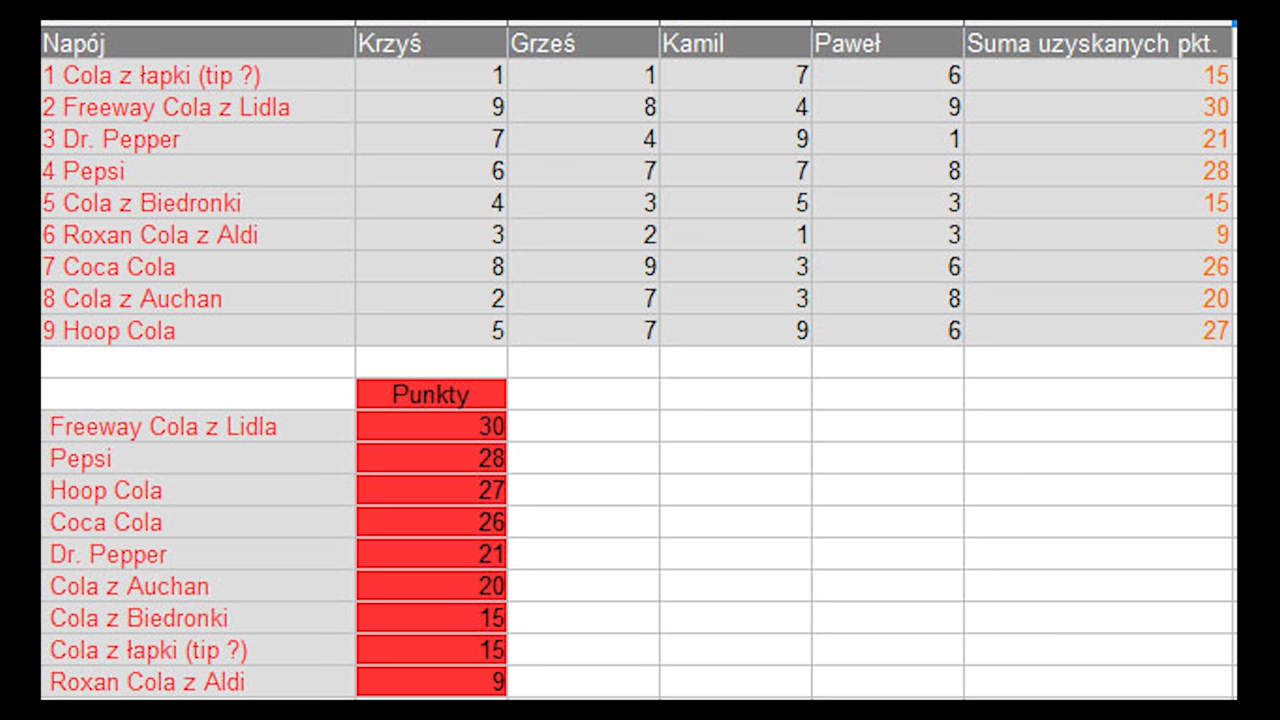 Napój Krzyś Grześ Kamil Paweł Suma uzyskanych pkt.
1 Cola z łapki (tip ?) 1 1 7 6 15
2 Freeway Cola z Lidla 9 8 4 9 30
3 Dr. Pepper 7 4 9 1 21
4 Pepsi 6 7 7 8 28
5 Cola z Biedronki 4 3 5 3 15
6 Roxan Cola z Aldi 3 2 1 3 9
7 Coca Cola 8 9 3 6 26
8 Cola z Auchan 2 7 3 8 20
9 Hoop Cola 5 7 9 6 27
Punkty
Freeway Cola z Lidla 30
Pepsi 28
Hoop Cola 27
Coca Cola 26
Dr. Pepper 21
Cola z Auchan 20
Cola z Biedronki 15
Cola z łapki (tip ?) 15
Roxan Cola z Aldi 9